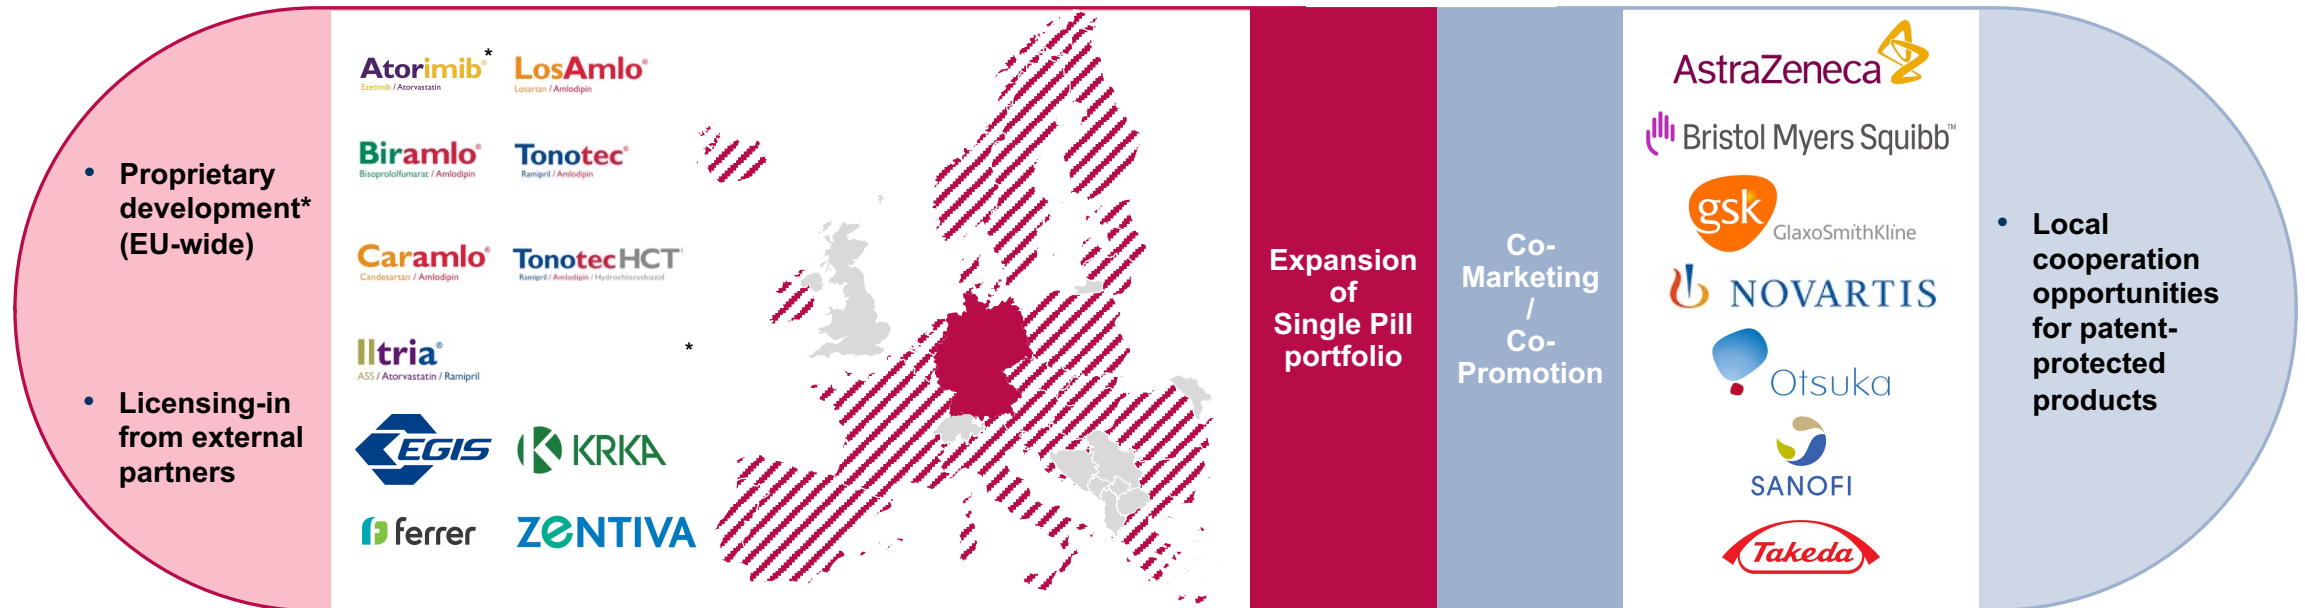 • Proprietary
development*
(EU-wide)
• Licensing-in
from external
partners
Atorimib® *
Ezetimib / Atorvastatin
LosAmlo®
Losartan / Amlodipin
Biramlo®
Bisoprololfumarat / Amlodipin
Tonotec®
Ramipril / Amlodipin
Caramlo®
Candesartan / Amlodipin
TonotecHCT
Ramipril / Amlodipin / Hydrochlorothiazid
Iltria®
ASS / Atorvastatin / Ramipril
*
EGIS
KRKA
ferrer
ZENTIVA
Expansion
of
Single Pill
portfolio
Co-
Marketing
/
Co-
Promotion
AstraZeneca
Bristol Myers Squibb™
gsk
GlaxoSmithKline
NOVARTIS
Otsuka
SANOFI
Takeda
• Local
cooperation
opportunities
for patent-
protected
products